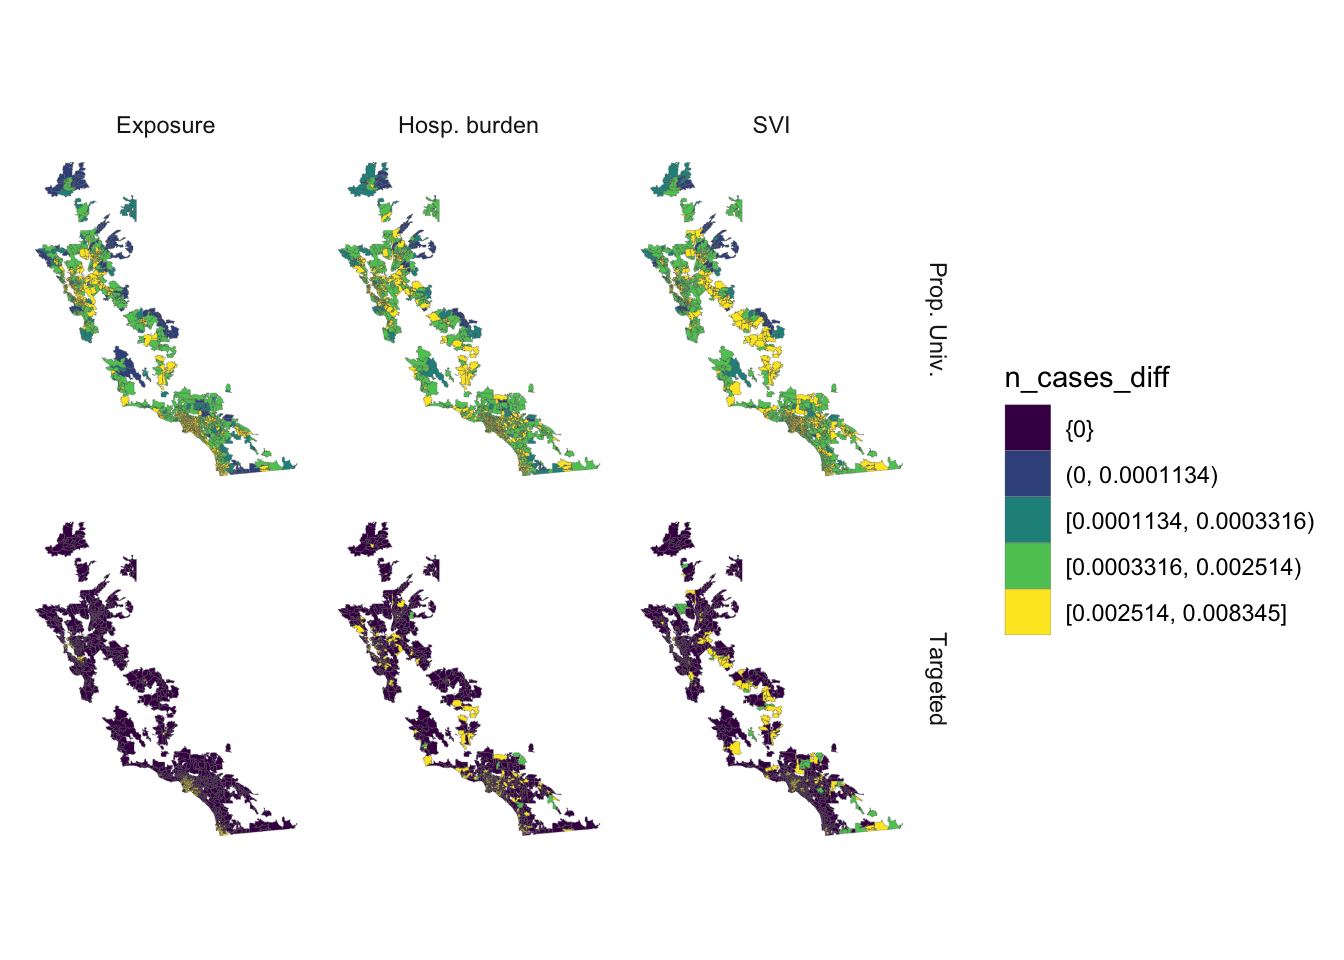 Exposure
Hosp. burden
SVI
Prop. Univ.
Targeted
n_cases_diff
{0}
(0, 0.0001134)
[0.0001134, 0.0003316)
[0.0003316, 0.002514)
[0.002514, 0.008345]